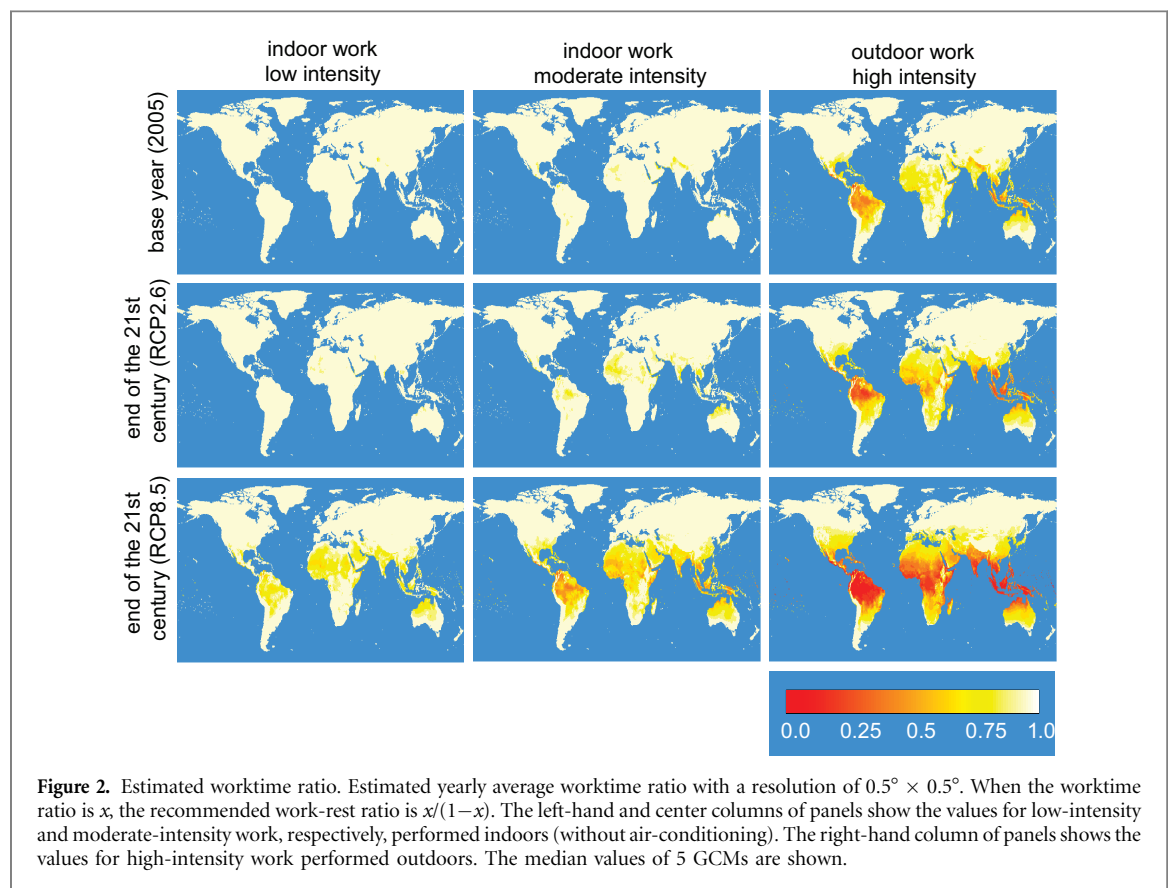 indoor work
low intensity
indoor work
moderate intensity
outdoor work
high intensity
base year (2005)
end of the 21st
century (RCP2.6)
end of the 21st
century (RCP8.5)
0.0 0.25 0.5 0.75 1.0
Figure 2. Estimated worktime ratio. Estimated yearly average worktime ratio with a resolution of 0.5° × 0.5°. When the worktime
ratio is x, the recommended work-rest ratio is x/(1−x). The left-hand and center columns of panels show the values for low-intensity
and moderate-intensity work, respectively, performed indoors (without air-conditioning). The right-hand column of panels shows the
values for high-intensity work performed outdoors. The median values of 5 GCMs are shown.